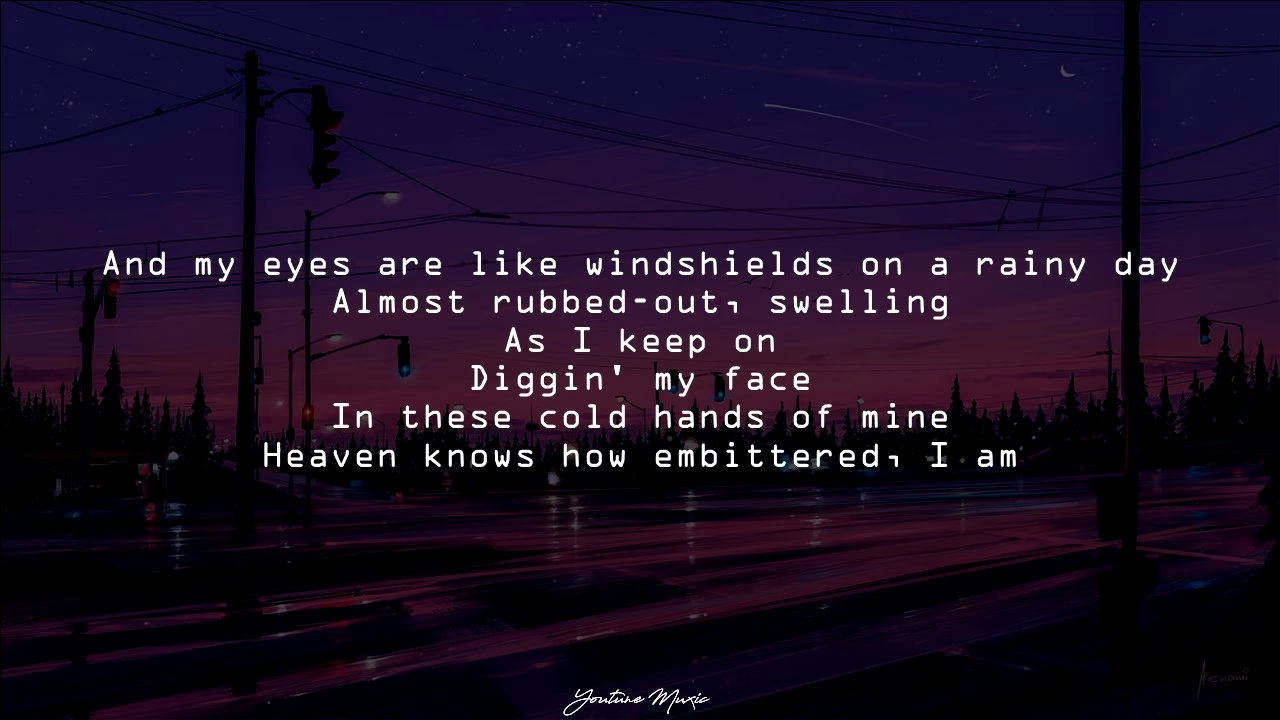 And my eyes are like windshields on a rainy day
Almost rubbed-out, swelling
As I keep on
Diggin' my face
In these cold hands of mine
Heaven knows how embittered, I am
Youtune Muxic
Aenami